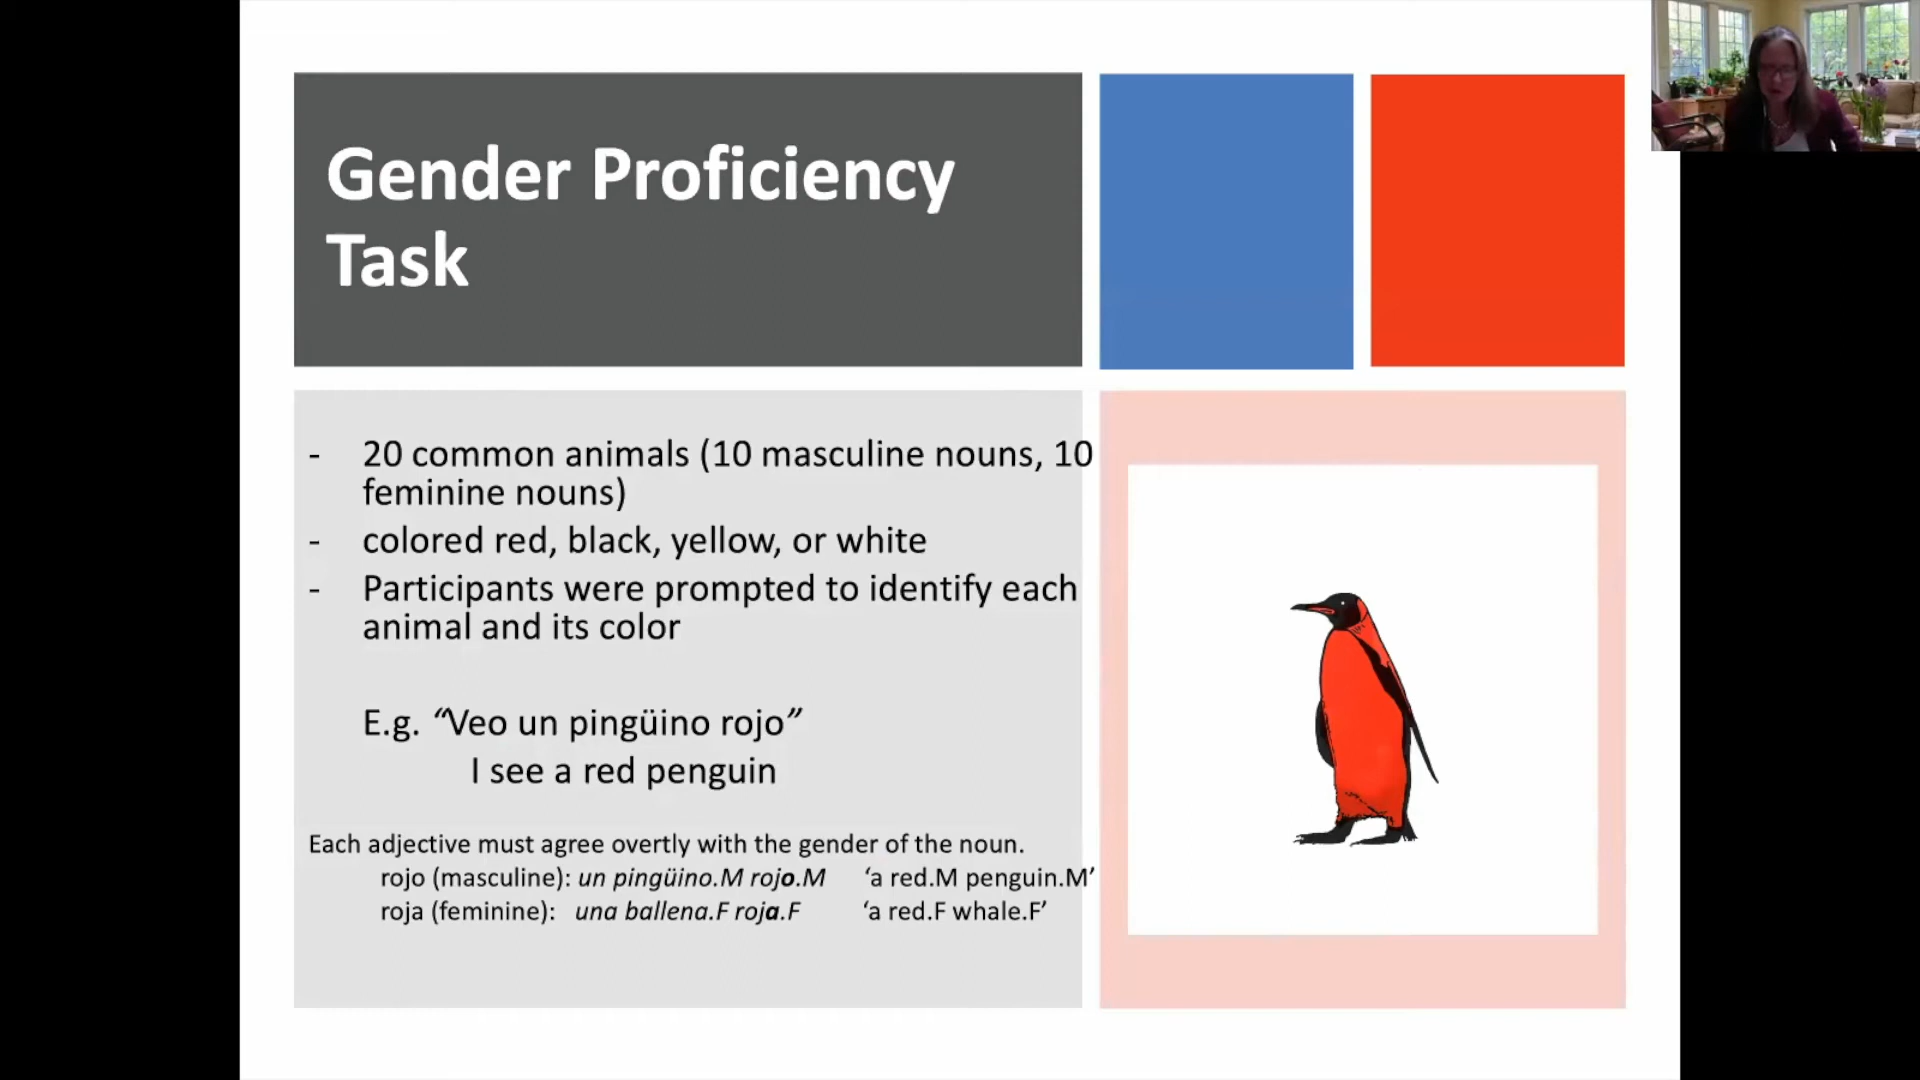 Gender Proficiency
Task
- 20 common animals (10 masculine nouns, 10
feminine nouns)
- colored red, black, yellow, or white
- Participants were prompted to identify each
animal and its color
E.g. “Veo un pingüino rojo”
I see a red penguin
Each adjective must agree overtly with the gender of the noun.
rojo (masculine): un pingüino.M rojo.M ‘a red.M penguin.M’
roja (feminine): una ballena.F roja.F ‘a red.F whale.F’